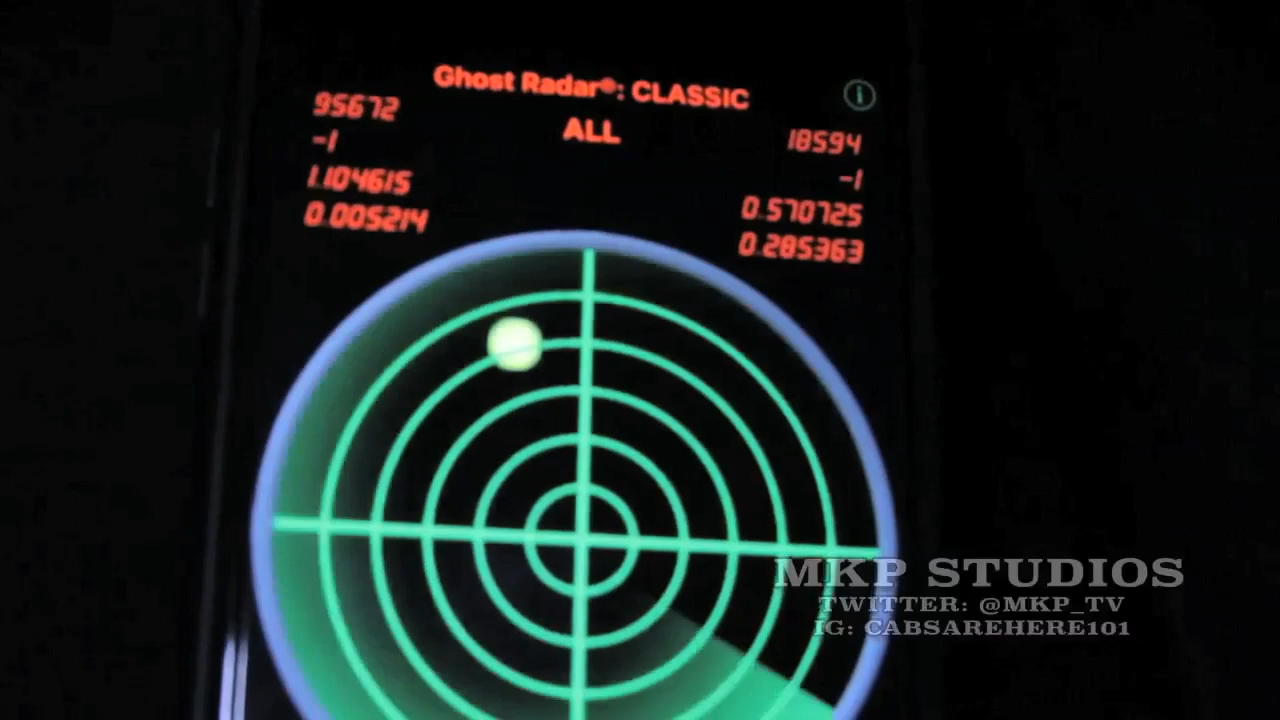 Ghost Radar®: CLASSIC
ALL
95672
-1
1.104615
0.005214
18594
-1
0.570725
0.285363
MKP STUDIOS
TWITTER: @MKP_TV
IG: CABSAREHERE101